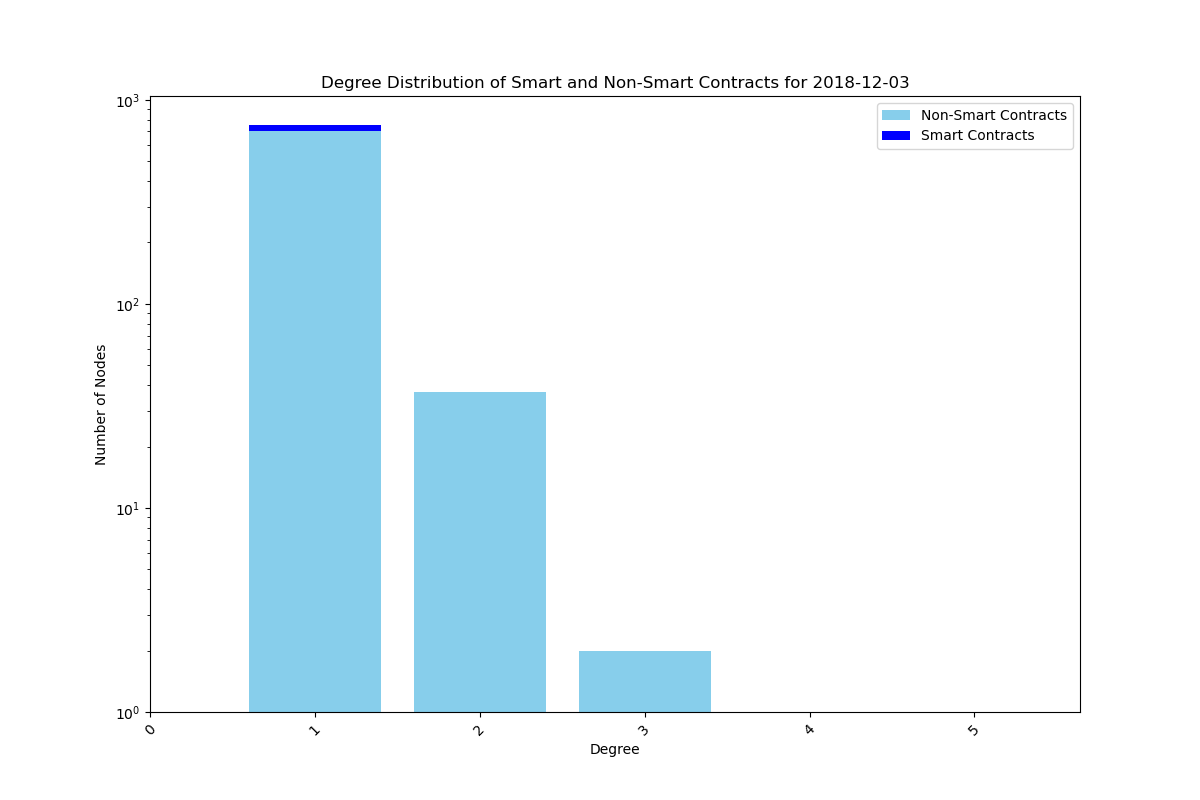 Degree Distribution of Smart and Non-Smart Contracts for 2018-12-03
Non-Smart Contracts
Smart Contracts
Number of Nodes
10³
10²
10¹
10⁰
0 1 2 3 4 5
Degree